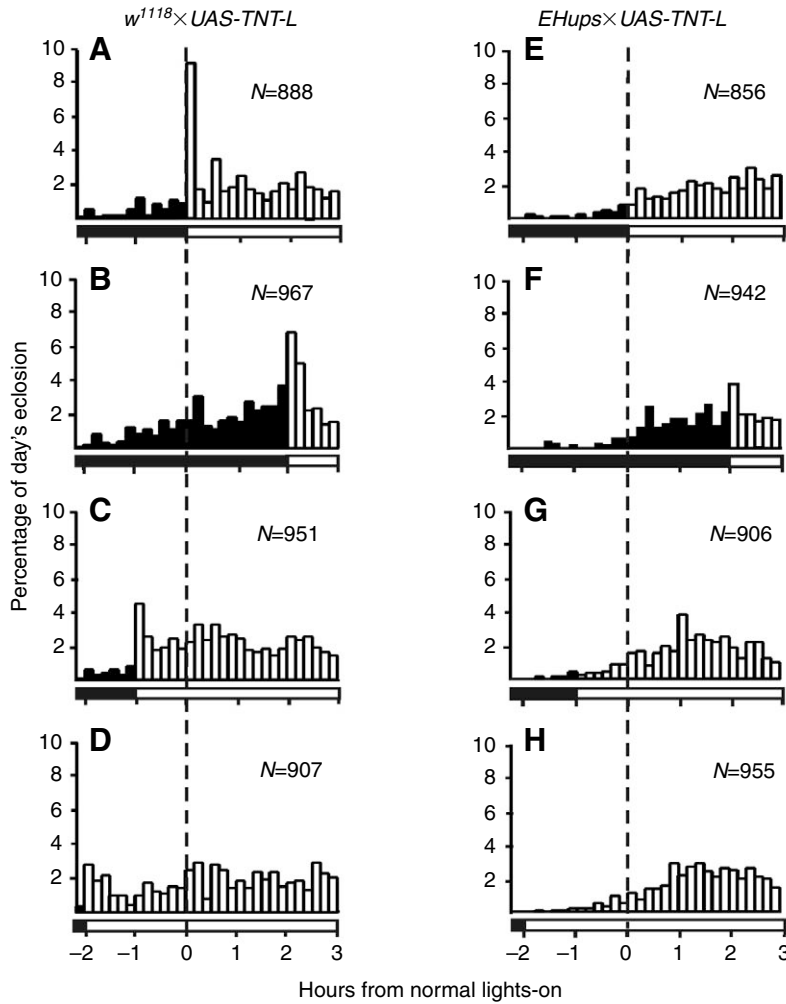 w1118×UAS-TNT-L
EHups×UAS-TNT-L
A
N=888
10
8
6
4
2
E
N=856
10
8
6
4
2
B
N=967
10
8
6
4
2
F
N=942
10
8
6
4
2
C
N=951
10
8
6
4
2
G
N=906
10
8
6
4
2
D
N=907
10
8
6
4
2
H
N=955
10
8
6
4
2
Percentage of day's eclosion
–2 –1 0 1 2 3
–2 –1 0 1 2 3
Hours from normal lights-on